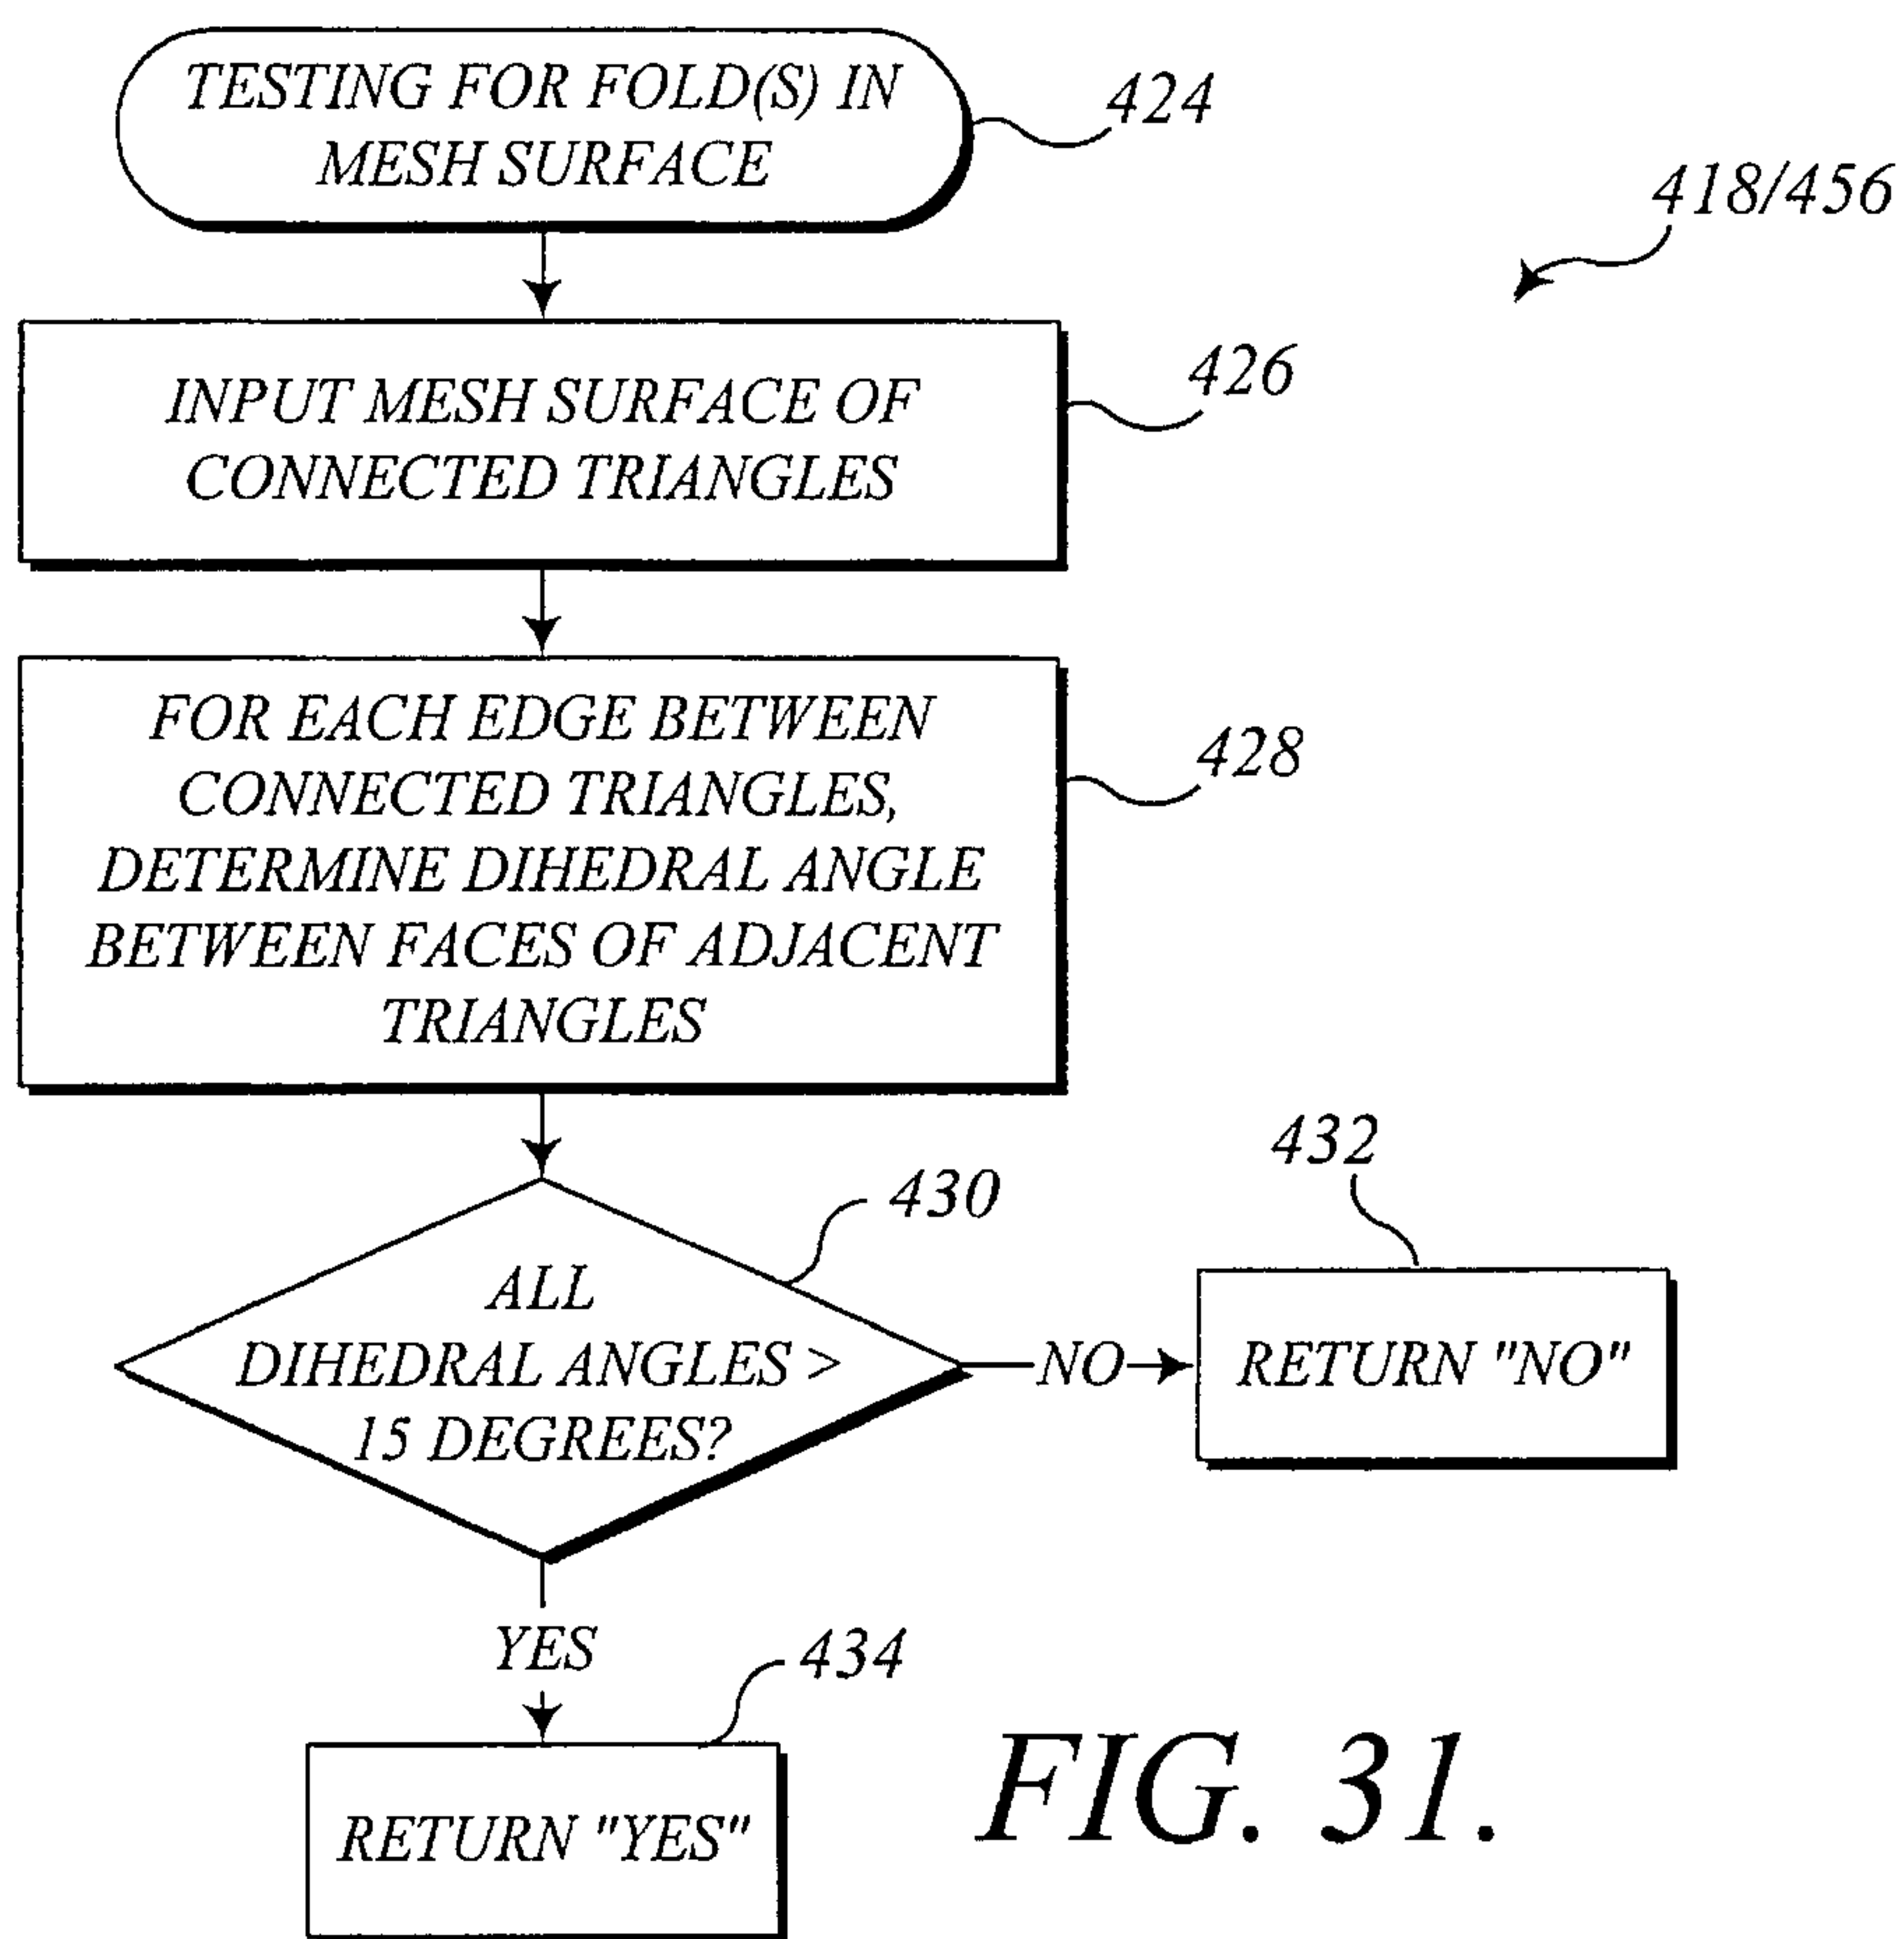 TESTING FOR FOLD(S) IN
MESH SURFACE
424
418/456
INPUT MESH SURFACE OF
CONNECTED TRIANGLES
426
FOR EACH EDGE BETWEEN
CONNECTED TRIANGLES,
DETERMINE DIHEDRAL ANGLE
BETWEEN FACES OF ADJACENT
TRIANGLES
428
430
432
ALL
DIHEDRAL ANGLES >
15 DEGREES?
NO
RETURN "NO"
YES
434
RETURN "YES"
FIG. 31.